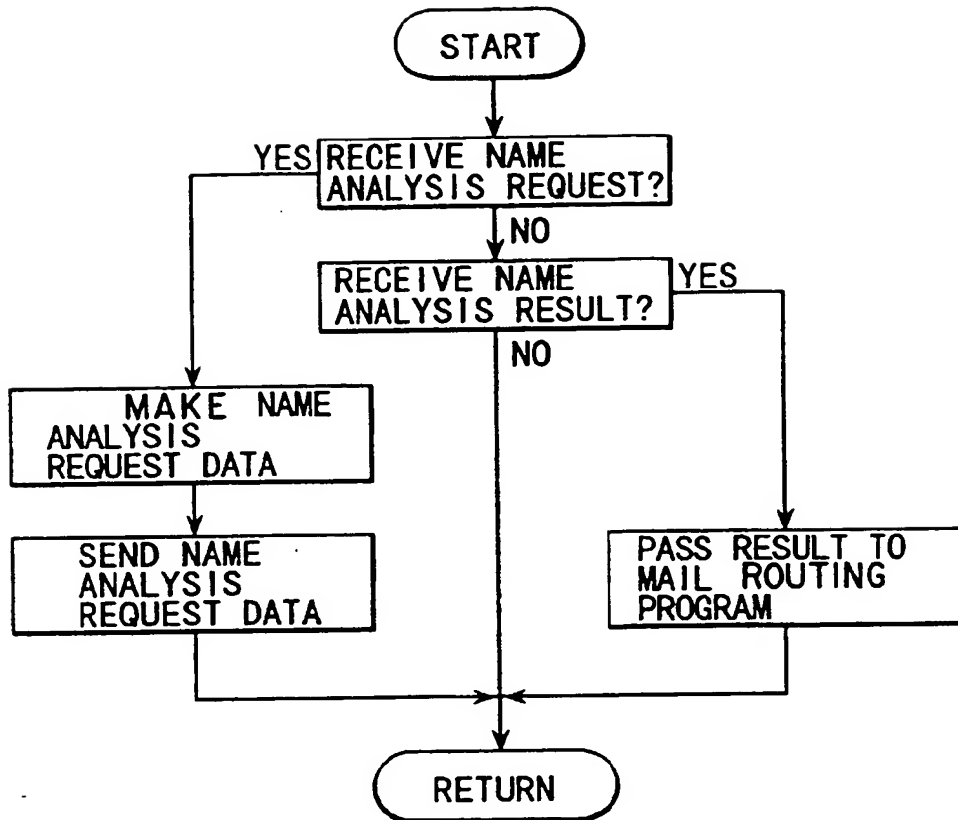 START
YES
RECEIVE NAME
ANALYSIS REQUEST?
NO
RECEIVE NAME
ANALYSIS RESULT?
YES
NO
MAKE NAME
ANALYSIS
REQUEST DATA
SEND NAME
ANALYSIS
REQUEST DATA
PASS RESULT TO
MAIL ROUTING
PROGRAM
RETURN